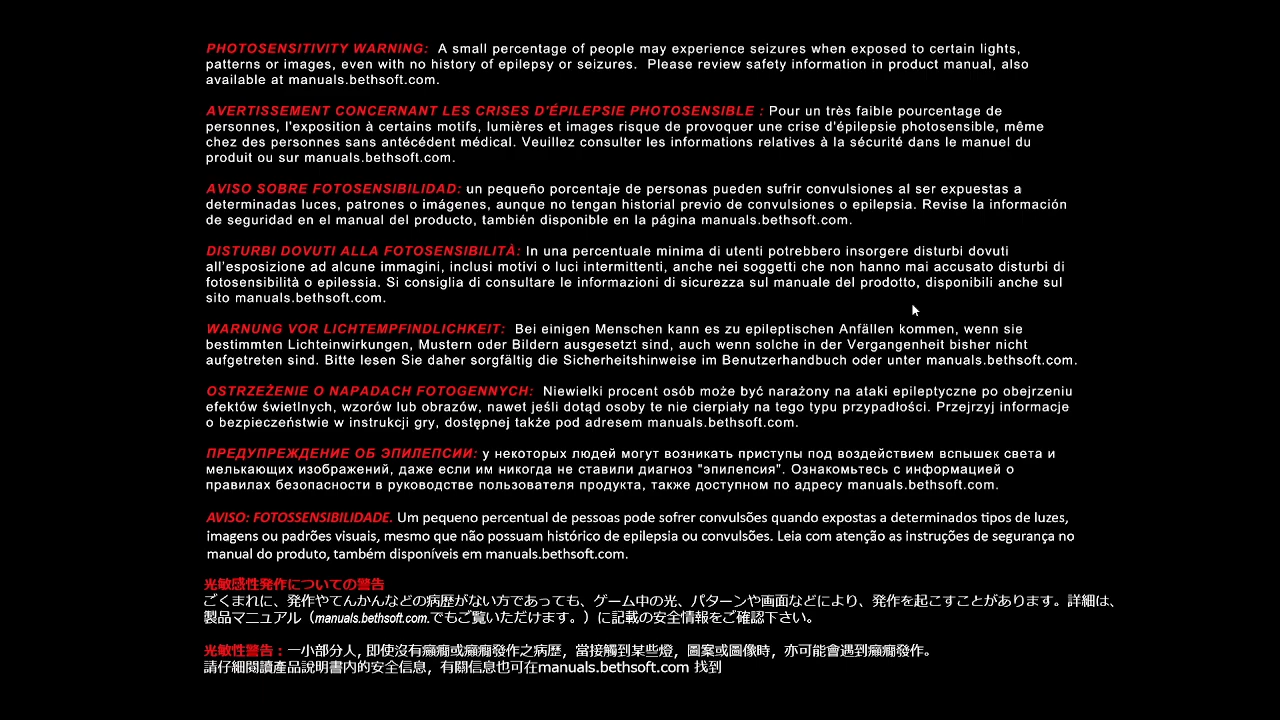 PHOTOSENSITIVITY WARNING: A small percentage of people may experience seizures when exposed to certain lights,
patterns or images, even with no history of epilepsy or seizures. Please review safety information in product manual, also
available at manuals.bethsoft.com.
AVERTISSEMENT CONCERNANT LES CRISES D'ÉPILEPSIE PHOTOSENSIBLE : Pour un très faible pourcentage de
personnes, l'exposition à certains motifs, lumières et images risque de provoquer une crise d'épilepsie photosensible, même
chez des personnes sans antécédent médical. Veuillez consulter les informations relatives à la sécurité dans le manuel du
produit ou sur manuals.bethsoft.com.
AVISO SOBRE FOTOSENSIBILIDAD: un pequeño porcentaje de personas pueden sufrir convulsiones al ser expuestas a
determinadas luces, patrones o imágenes, aunque no tengan historial previo de convulsiones o epilepsia. Revise la información
de seguridad en el manual del producto, también disponible en la página manuals.bethsoft.com.
DISTURBI DOVUTI ALLA FOTOSENSIBILITÀ: In una percentuale minima di utenti potrebbero insorgere disturbi dovuti
all'esposizione ad alcune immagini, inclusi motivi o luci intermittenti, anche nei soggetti che non hanno mai accusato disturbi di
fotosensibilità o epilessia. Si consiglia di consultare le informazioni di sicurezza sul manuale del prodotto, disponibili anche sul
sito manuals.bethsoft.com.
WARNUNG VOR LICHTEMPFINDLICHKEIT: Bei einigen Menschen kann es zu epileptischen Anfällen kommen, wenn sie
bestimmten Lichteinwirkungen, Mustern oder Bildern ausgesetzt sind, auch wenn solche in der Vergangenheit bisher nicht
aufgetreten sind. Bitte lesen Sie daher sorgfältig die Sicherheitshinweise im Benutzerhandbuch oder unter manuals.bethsoft.com.
OSTRZEŻENIE O NAPADACH FOTOGENNYCH: Niewielki procent osób może być narażony na ataki epileptyczne po obejrzeniu
efektów świetlnych, wzorów lub obrazów, nawet jeśli dotąd osoby te nie cierpiały na tego typu przypadłości. Przejrzyj informacje
o bezpieczeństwie w instrukcji gry, dostępnej także pod adresem manuals.bethsoft.com.
ПРЕДУПРЕЖДЕНИЕ ОБ ЭПИЛЕПСИИ: у некоторых людей могут возникать приступы под воздействием вспышек света и
мелькающих изображений, даже если им никогда не ставили диагноз "эпилепсия". Ознакомьтесь с информацией о
правилах безопасности в руководстве пользователя продукта, также доступном по адресу manuals.bethsoft.com.
AVISO: FOTOSSENSIBILIDADE. Um pequeno percentual de pessoas pode sofrer convulsões quando expostas a determinados tipos de luzes,
imagens ou padrões visuais, mesmo que não possuam histórico de epilepsia ou convulsões. Leia com atenção as instruções de segurança no
manual do produto, também disponíveis em manuals.bethsoft.com.
光敏感性発作についての警告
ごくまれに、発作やてんかんなどの病歴がない方であっても、ゲーム中の光、パターンや画面などにより、発作を起こすことがあります。詳細は、
製品マニュアル（manuals.bethsoft.com.でもご覧いただけます。）に記載の安全情報をご確認下さい。
光敏性警告：一小部分人，即使沒有癲癇或癲癇發作之病歷，當接觸到某些燈，圖案或圖像時，亦可能會遇到癲癇發作。
請仔細閱讀產品說明書内的安全信息，有關信息也可在manuals.bethsoft.com 找到